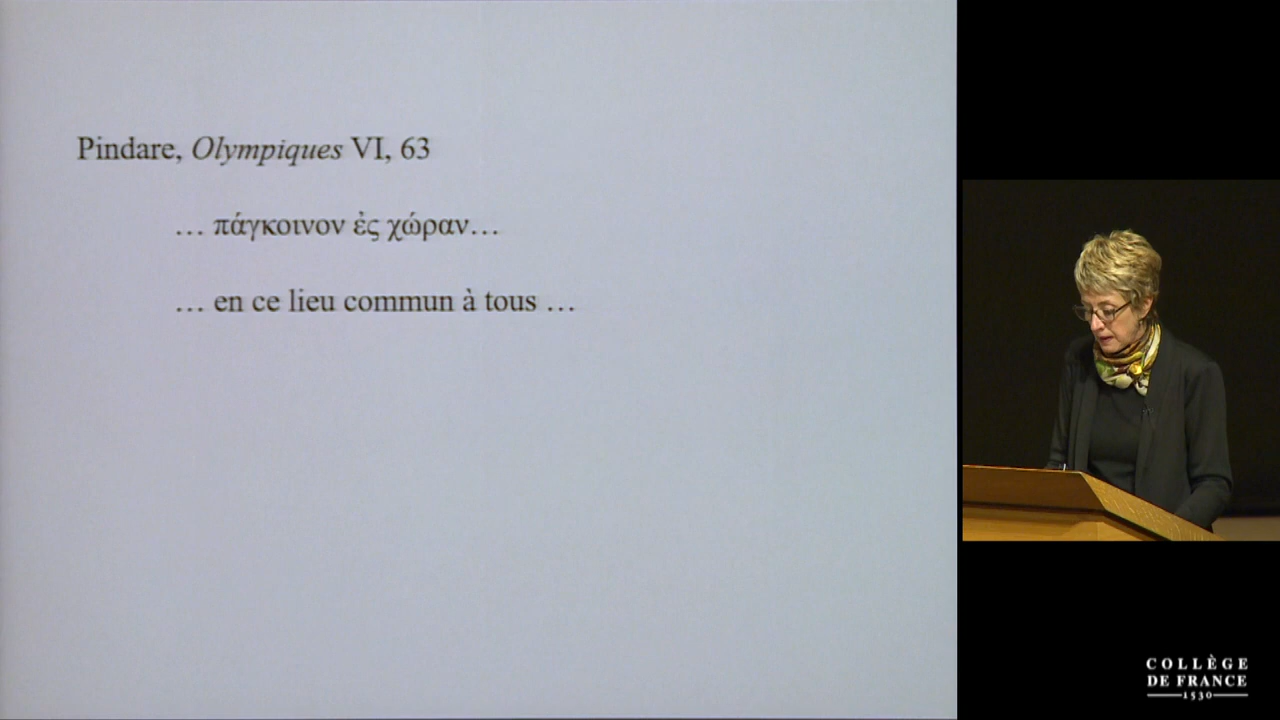 Pindare, Olympiques VI, 63
… πάγκοινον ἐς χώραν…
… en ce lieu commun à tous …
COLLÈGE
DE FRANCE
1530